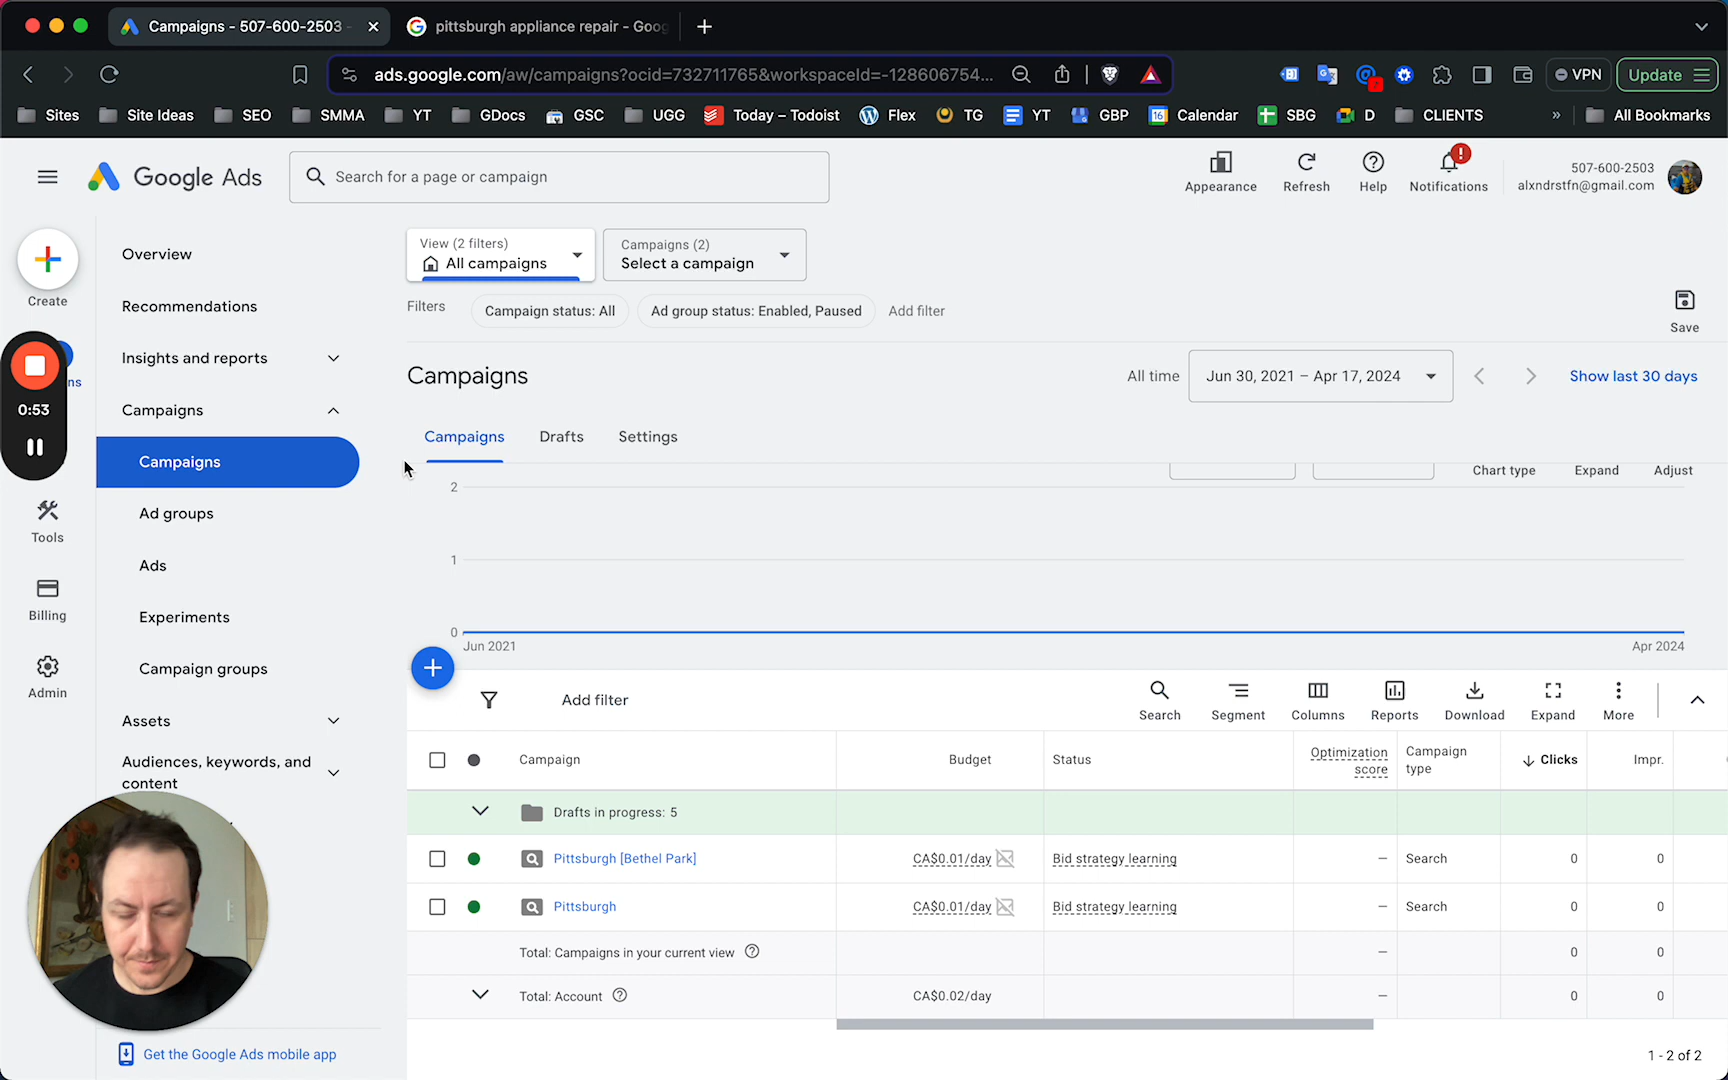 Campaigns - 507-600-2503 -
pittsburgh appliance repair - Goog
ads.google.com/aw/campaigns?ocid=732711765&workspaceId=-128606754...
VPN
Update
Sites
Site Ideas
SEO
SMMA
YT
GDocs
GSC
UGG
Today – Todoist
Flex
TG
YT
GBP
16
Calendar
SBG
D
CLIENTS
»
All Bookmarks
Google Ads
Search for a page or campaign
Appearance
Refresh
Help
Notifications
507-600-2503
alxndrstfn@gmail.com
Create
0:53
ns
Tools
Billing
Admin
Overview
Recommendations
Insights and reports
Campaigns
Campaigns
Ad groups
Ads
Experiments
Campaign groups
Assets
Audiences, keywords, and
content
Get the Google Ads mobile app
View (2 filters)
All campaigns
Campaigns (2)
Select a campaign
Filters
Campaign status: All
Ad group status: Enabled, Paused
Add filter
Save
Campaigns
All time
Jun 30, 2021 – Apr 17, 2024
Show last 30 days
Campaigns
Drafts
Settings
Chart type
Expand
Adjust
2
1
0
Jun 2021
Apr 2024
Add filter
Search
Segment
Columns
Reports
Download
Expand
More
Campaign
Budget
Status
Optimization
score
Campaign
type
Clicks
Impr.
Drafts in progress: 5
Pittsburgh [Bethel Park]
CA$0.01/day
Bid strategy learning
–
Search
0
0
Pittsburgh
CA$0.01/day
Bid strategy learning
–
Search
0
0
Total: Campaigns in your current view
–
0
0
Total: Account
CA$0.02/day
–
0
0
1 - 2 of 2